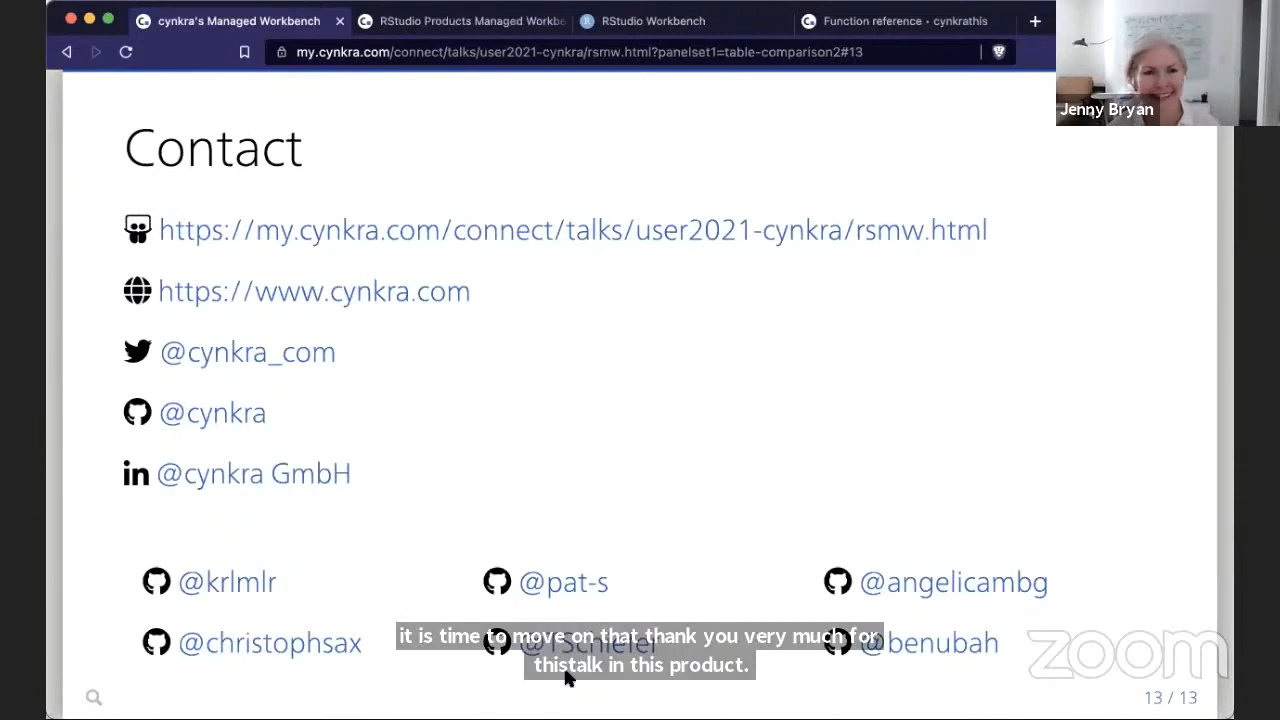 cynkra's Managed Workbench
RStudio Products Managed Workbe
RStudio Workbench
Function reference • cynkrathis
my.cynkra.com/connect/talks/user2021-cynkra/rsmw.html?panelset1=table-comparison2#13
Jenny Bryan
Contact
https://my.cynkra.com/connect/talks/user2021-cynkra/rsmw.html
https://www.cynkra.com
@cynkra_com
@cynkra
@cynkra GmbH
@krlmlr
@pat-s
@angelicambg
@christophsax
@TSchiefer
@benubah
it is time to move on that thank you very much for
thistalk in this product.
zoom
13 / 13